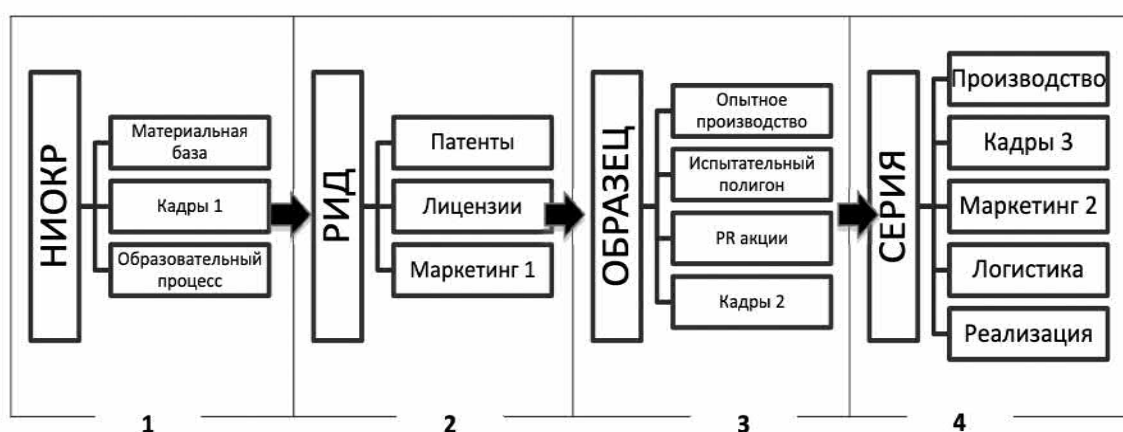 НИОКР
Материальная
база
Кадры 1
Образовательный
процесс
РИД
Патенты
Лицензии
Маркетинг 1
ОБРАЗЕЦ
Опытное
производство
Испытательный
полигон
PR акции
Кадры 2
СЕРИЯ
Производство
Кадры 3
Маркетинг 2
Логистика
Реализация
1
2
3
4